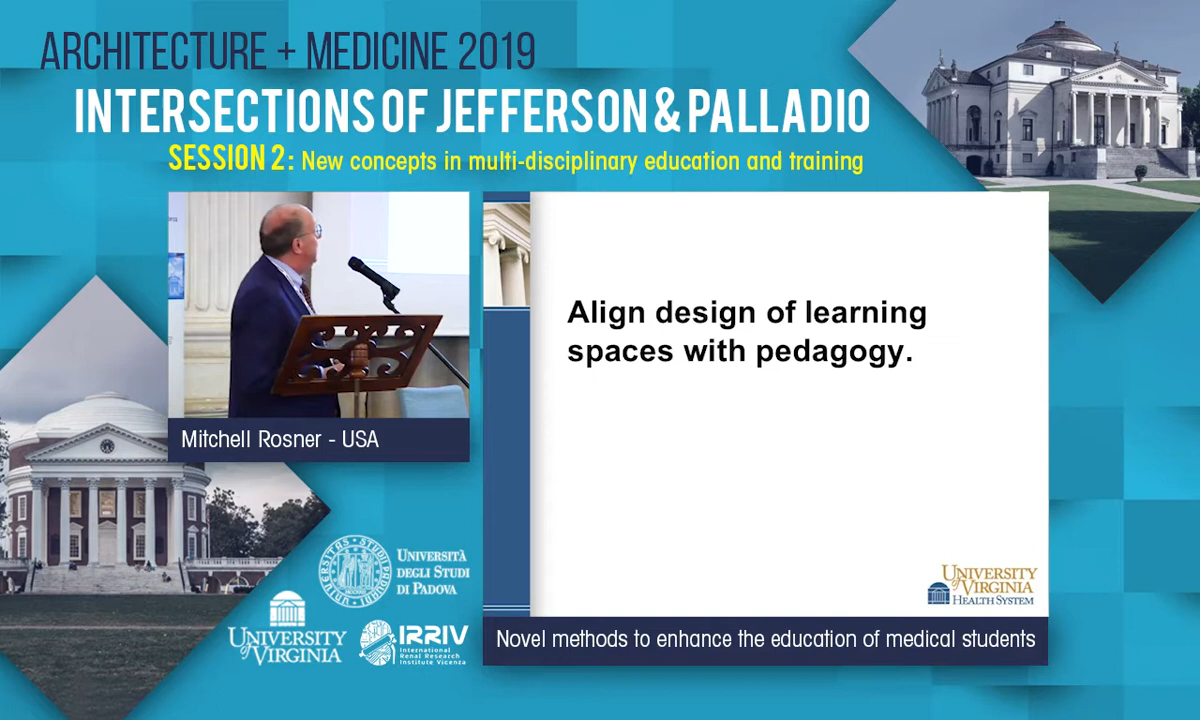 ARCHITECTURE + MEDICINE 2019
INTERSECTIONS OF JEFFERSON & PALLADIO
SESSION 2: New concepts in multi-disciplinary education and training
Mitchell Rosner - USA
Align design of learning
spaces with pedagogy.
UNIVERSITY
of VIRGINIA
HEALTH SYSTEM
Novel methods to enhance the education of medical students
UNIVERSITÀ
DEGLI STUDI
DI PADOVA
UNIVERSITY
of VIRGINIA
IRRIV
International
Renal Research
Institute Vicenza